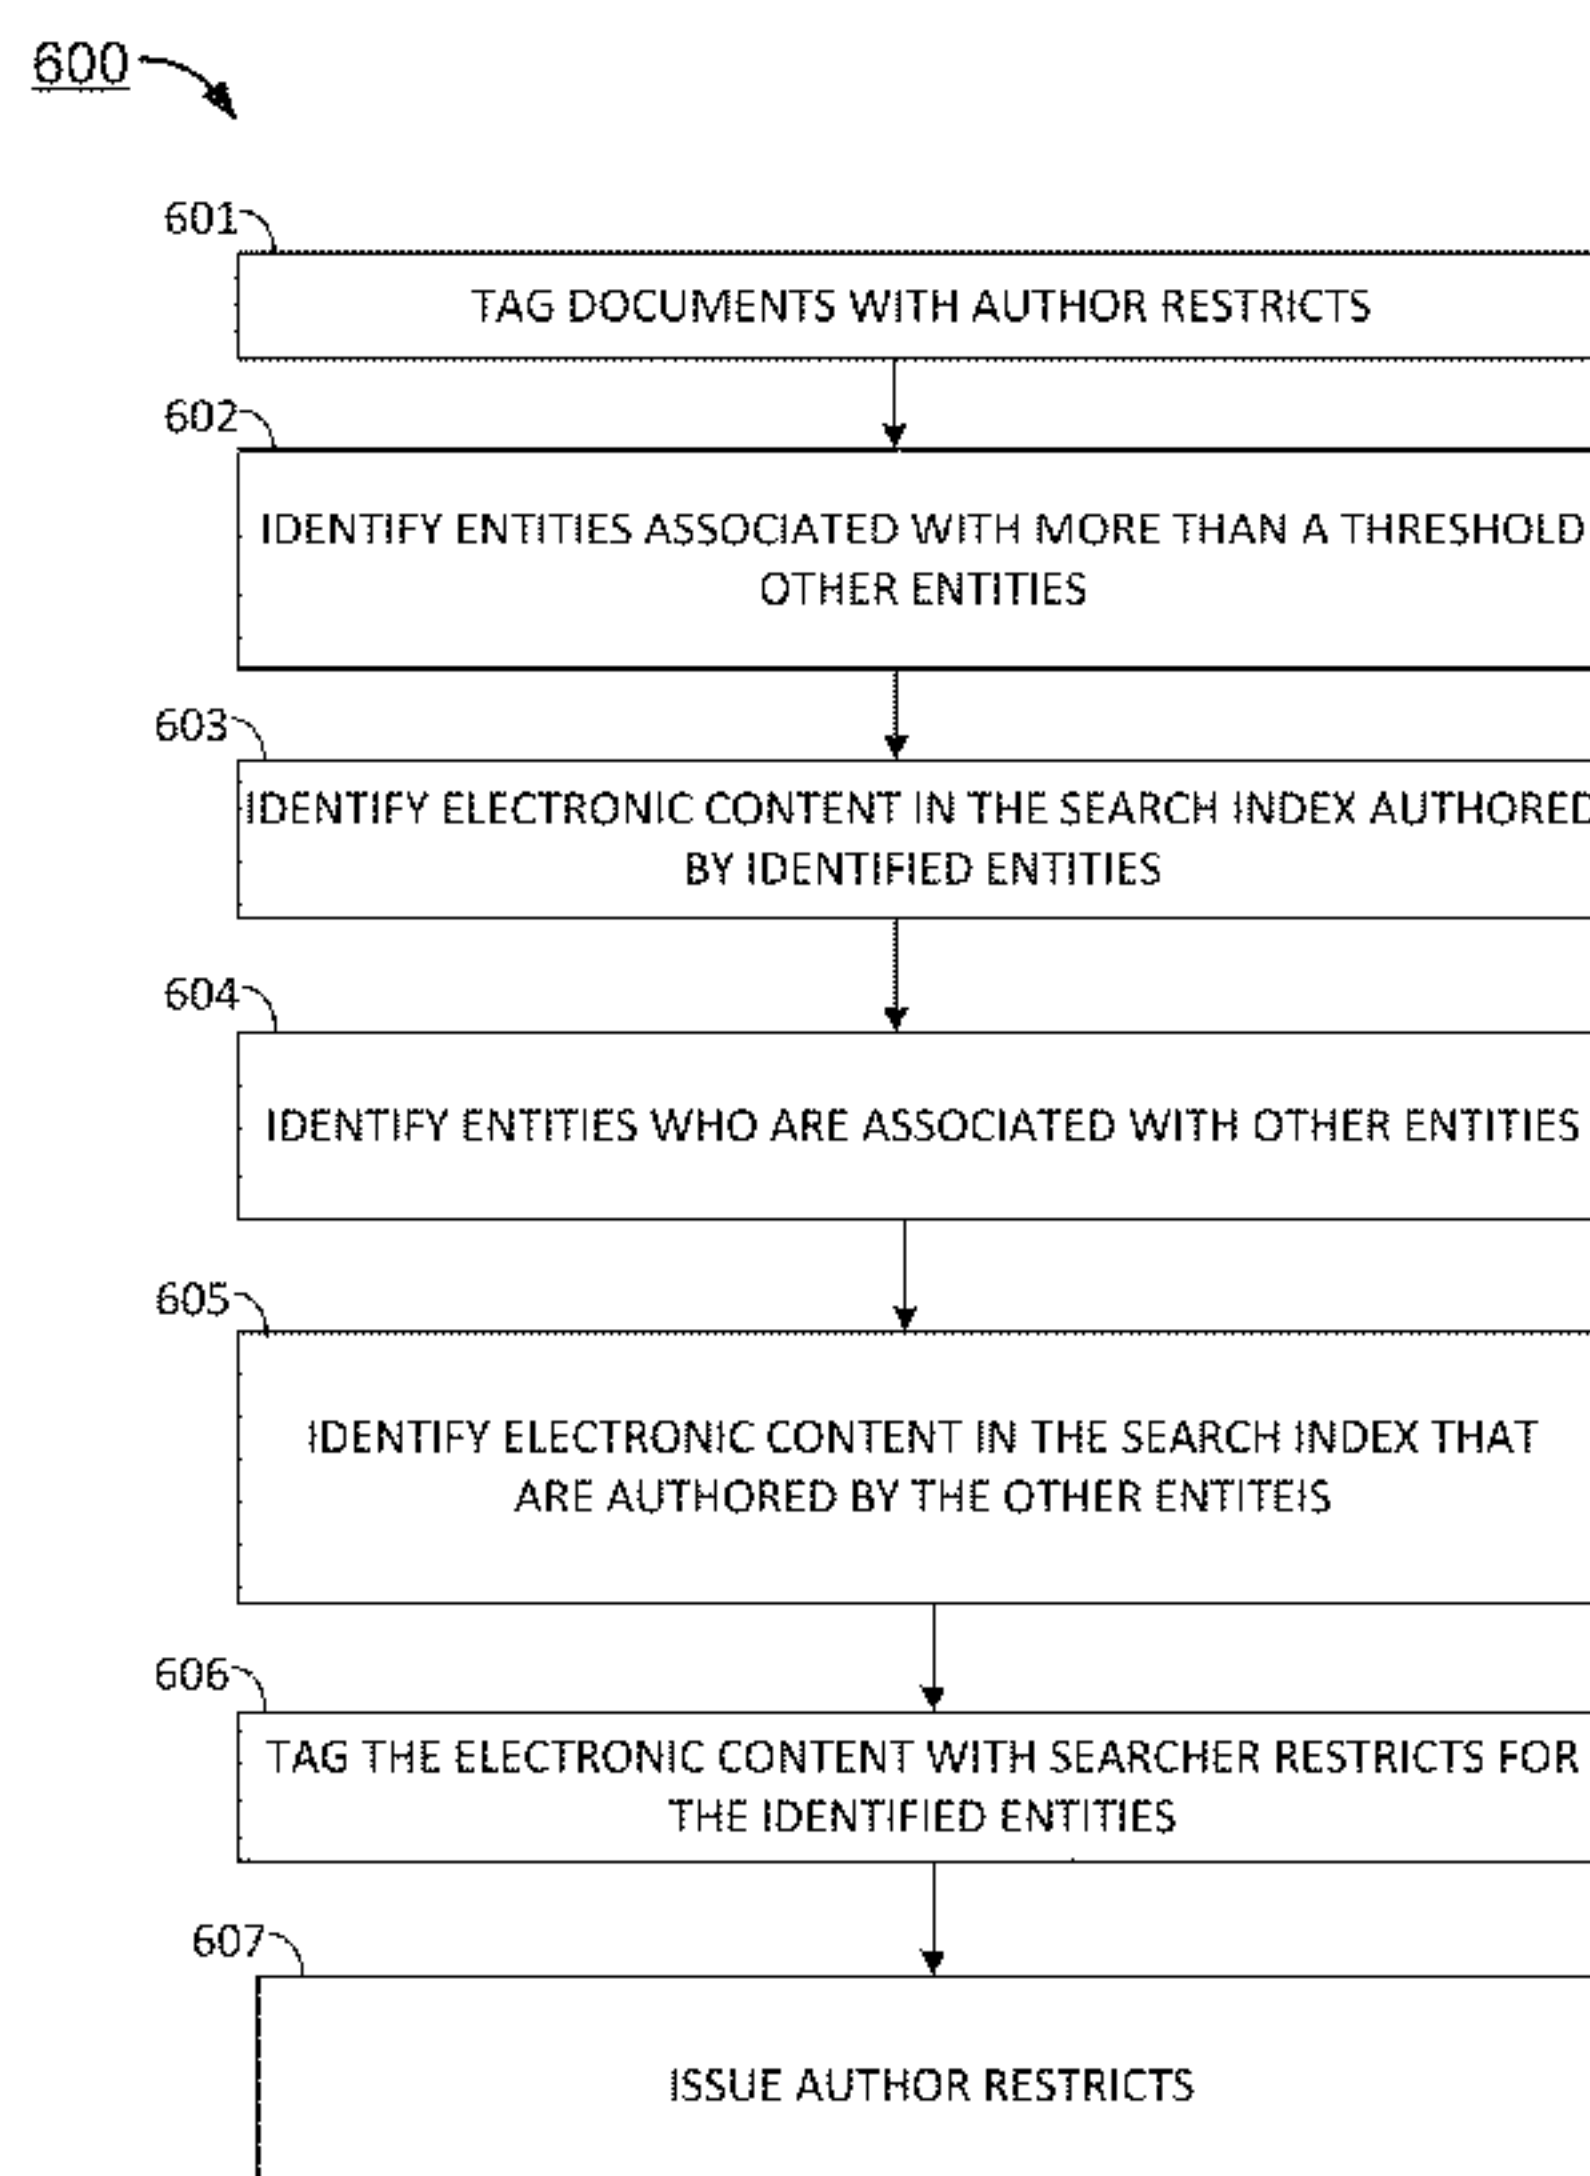 600
601
TAG DOCUMENTS WITH AUTHOR RESTRICTS
602
IDENTIFY ENTITIES ASSOCIATED WITH MORE THAN A THRESHOLD
OTHER ENTITIES
603
IDENTIFY ELECTRONIC CONTENT IN THE SEARCH INDEX AUTHORED
BY IDENTIFIED ENTITIES
604
IDENTIFY ENTITIES WHO ARE ASSOCIATED WITH OTHER ENTITIES
605
IDENTIFY ELECTRONIC CONTENT IN THE SEARCH INDEX THAT
ARE AUTHORED BY THE OTHER ENTITEIS
606
TAG THE ELECTRONIC CONTENT WITH SEARCHER RESTRICTS FOR
THE IDENTIFIED ENTITIES
607
ISSUE AUTHOR RESTRICTS